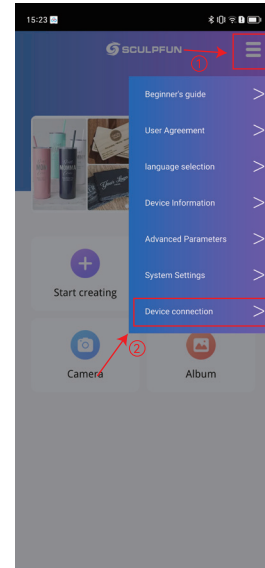 15:23
SCULPFUN
①
Beginner's guide
User Agreement
language selection
Device Information
Advanced Parameters
System Settings
Device connection
Start creating
②
Camera
Album